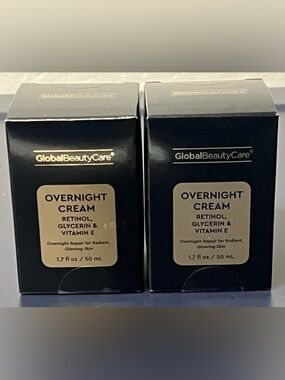 GlobalBeautyCare®
OVERNIGHT
CREAM
RETINOL,
GLYCERIN &
VITAMIN E
Overnight Repair for Radiant,
Glowing Skin
1.7 fl oz / 50 mL
GlobalBeautyCare®
OVERNIGHT
CREAM
RETINOL,
GLYCERIN &
VITAMIN E
Overnight Repair for Radiant,
Glowing Skin
1.7 fl oz / 50 mL